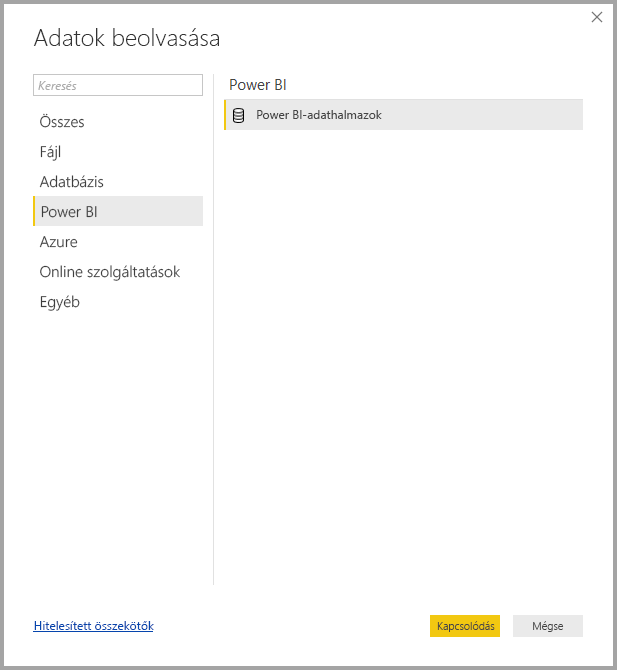 Adatok beolvasása
Keresés
Összes
Fájl
Adatbázis
Power BI
Azure
Online szolgáltatások
Egyéb
Power BI
Power BI-adathalmazok
Hitelesített összekötők
Kapcsolódás
Mégse